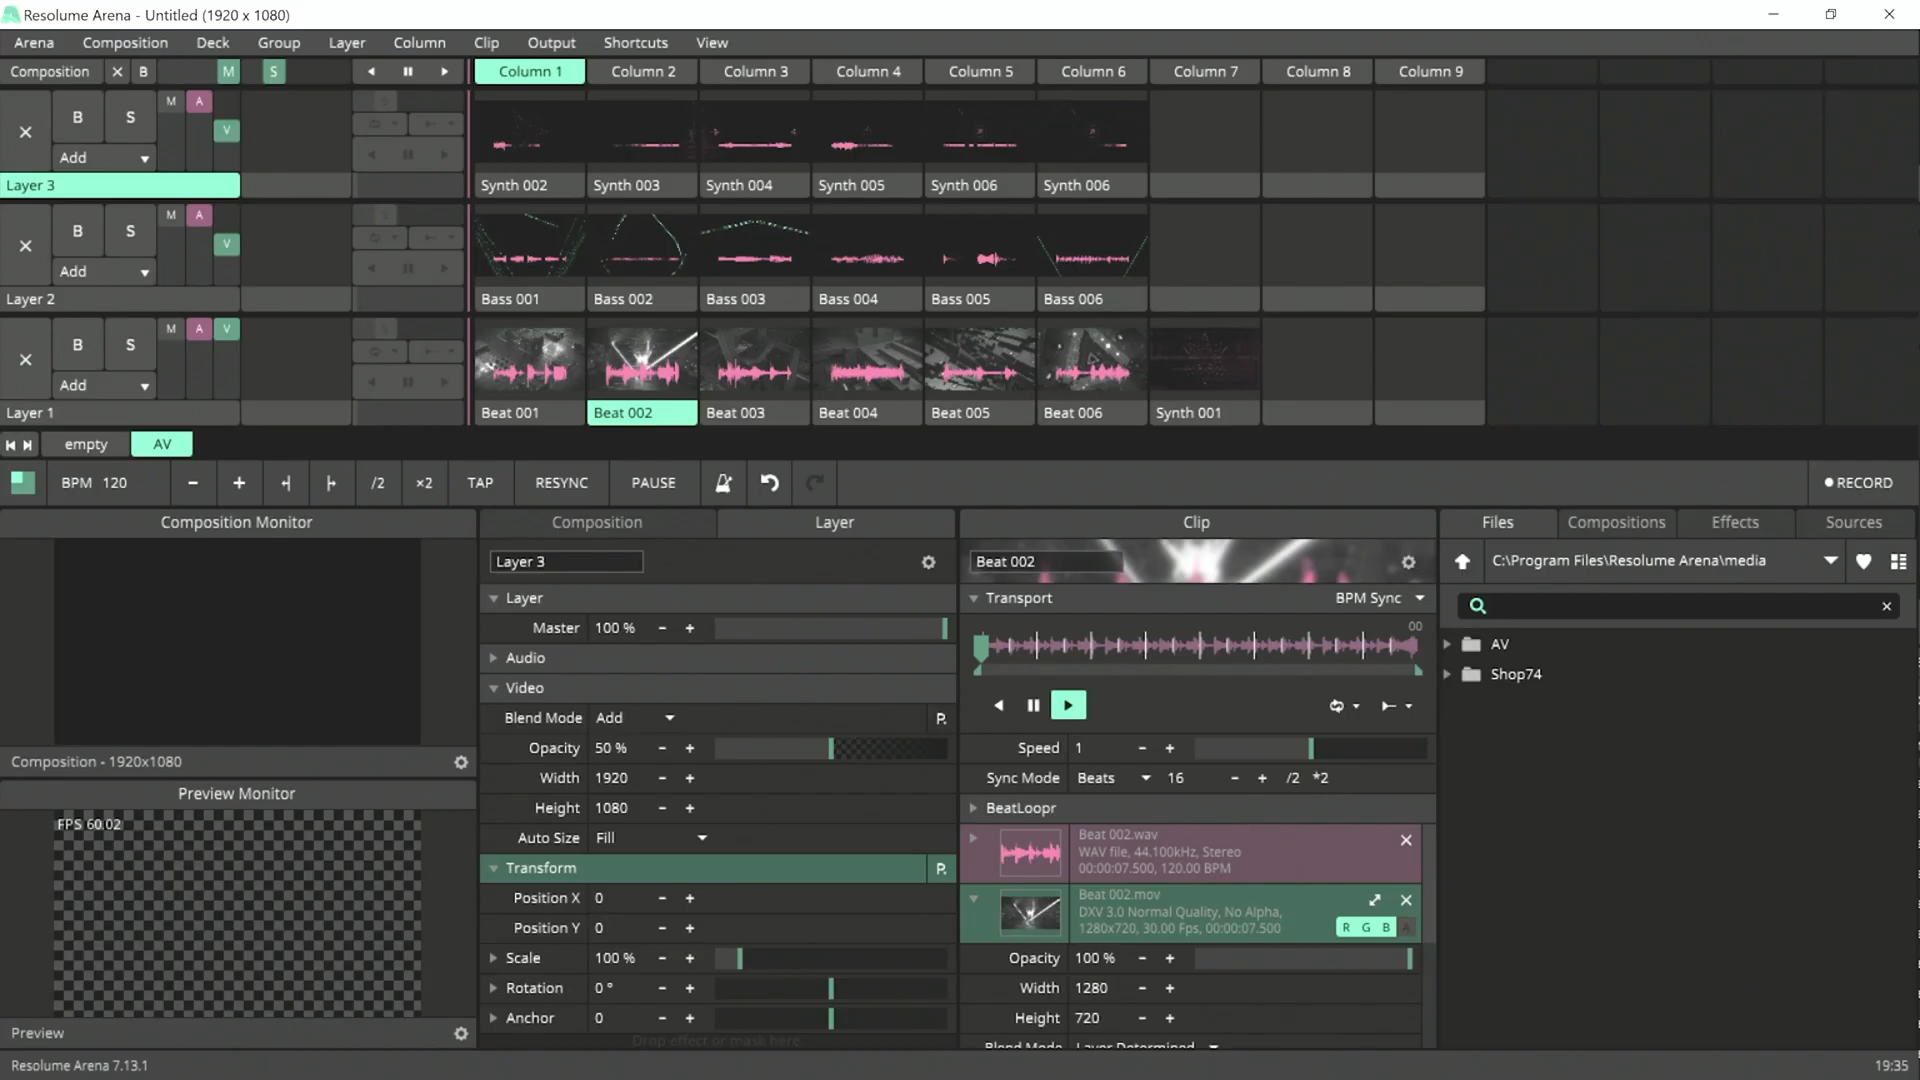 Resolume Arena - Untitled (1920 x 1080)
Arena Composition Deck Group Layer Column Clip Output Shortcuts View
Composition B M S Column 1 Column 2 Column 3 Column 4 Column 5 Column 6 Column 7 Column 8 Column 9
B S M A V
Add
Layer 3 Synth 002 Synth 003 Synth 004 Synth 005 Synth 006 Synth 006
B S M A V
Add
Layer 2 Bass 001 Bass 002 Bass 003 Bass 004 Bass 005 Bass 006
B S M A V
Add
Layer 1 Beat 001 Beat 002 Beat 003 Beat 004 Beat 005 Beat 006 Synth 001
empty AV
BPM 120 - + /2 ×2 TAP RESYNC PAUSE RECORD
Composition Monitor
Composition - 1920x1080
Preview Monitor
FPS 60.02
Preview
Composition Layer
Layer 3
Layer
Master 100 % - +
Audio
Video
Blend Mode Add P.
Opacity 50 % - +
Width 1920 - +
Height 1080 - +
Auto Size Fill
Transform P.
Position X 0 - +
Position Y 0 - +
Scale 100 % - +
Rotation 0 ° - +
Anchor 0 - +
Drop effect or mask here
Clip
Beat 002
Transport BPM Sync
00
Speed 1 - +
Sync Mode Beats 16 - + /2 *2
BeatLoopr
Beat 002.wav
WAV file, 44.100kHz, Stereo
00:00:07.500, 120.00 BPM
Beat 002.mov
DXV 3.0 Normal Quality, No Alpha,
1280x720, 30.00 Fps, 00:00:07.500
R G B A
Opacity 100 % - +
Width 1280 - +
Height 720 - +
Blend Mode Layer Determined
Files Compositions Effects Sources
C:\Program Files\Resolume Arena\media
AV
Shop74
Resolume Arena 7.13.1 19:35